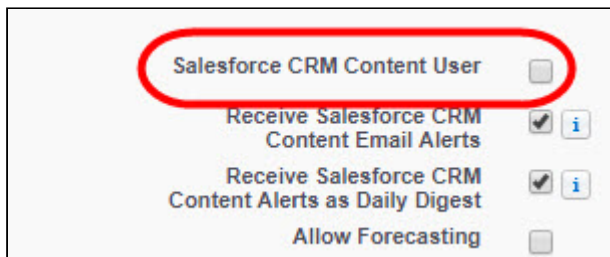 Salesforce CRM Content User
Receive Salesforce CRM
Content Email Alerts
i
Receive Salesforce CRM
Content Alerts as Daily Digest
i
Allow Forecasting